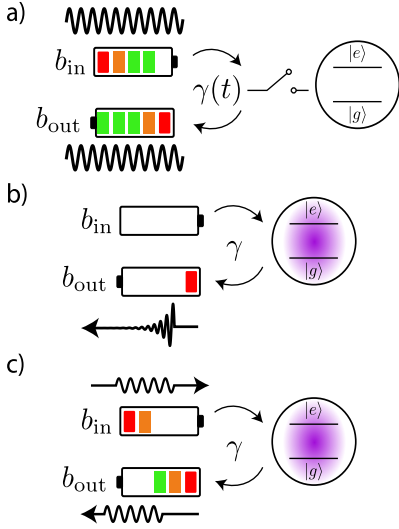 a)
b_in
γ(t)
|e⟩
|g⟩
b_out
b)
b_in
γ
|e⟩
|g⟩
b_out
c)
b_in
γ
|e⟩
|g⟩
b_out